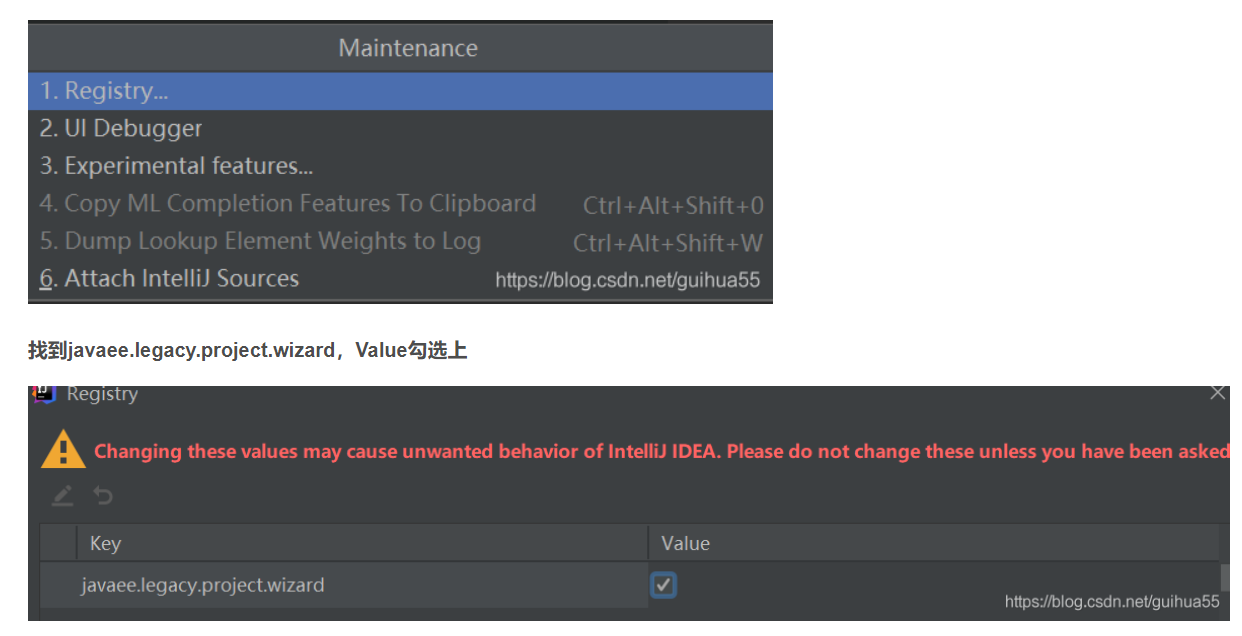 Maintenance
1. Registry...
2. UI Debugger
3. Experimental features...
4. Copy ML Completion Features To Clipboard Ctrl+Alt+Shift+0
5. Dump Lookup Element Weights to Log Ctrl+Alt+Shift+W
6. Attach IntelliJ Sources https://blog.csdn.net/guihua55
找到javaee.legacy.project.wizard，Value勾选上
Registry
Changing these values may cause unwanted behavior of IntelliJ IDEA. Please do not change these unless you have been asked
Key Value
javaee.legacy.project.wizard
https://blog.csdn.net/guihua55